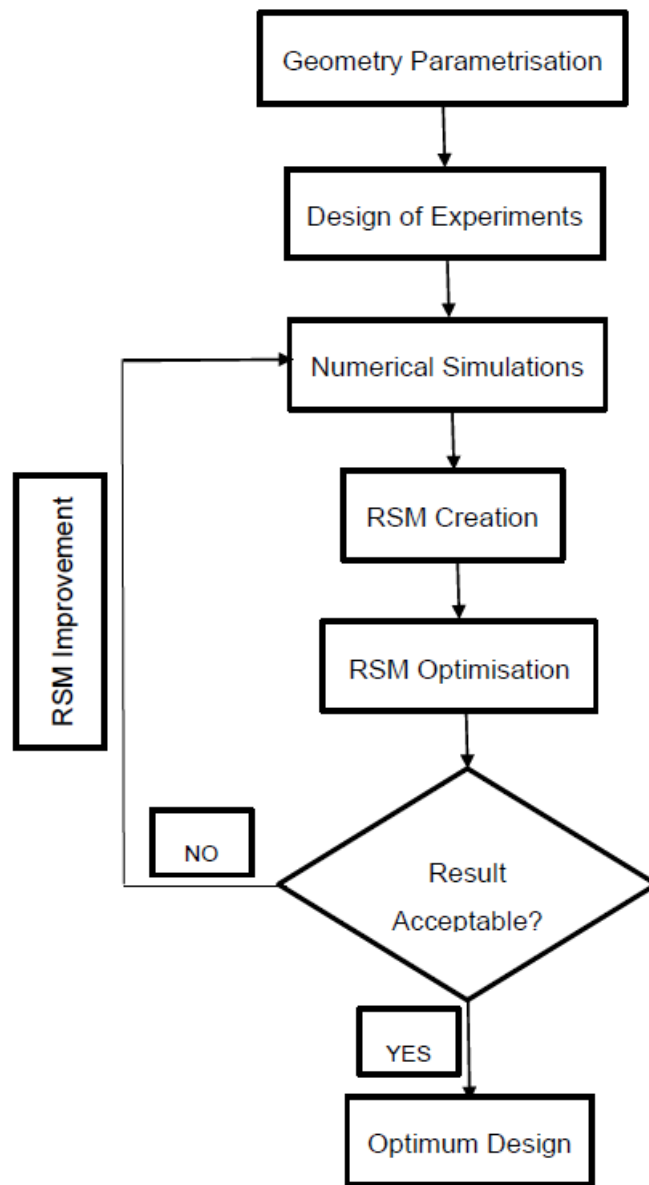 Geometry Parametrisation
Design of Experiments
Numerical Simulations
RSM Creation
RSM Improvement
RSM Optimisation
Result
Acceptable?
NO
YES
Optimum Design